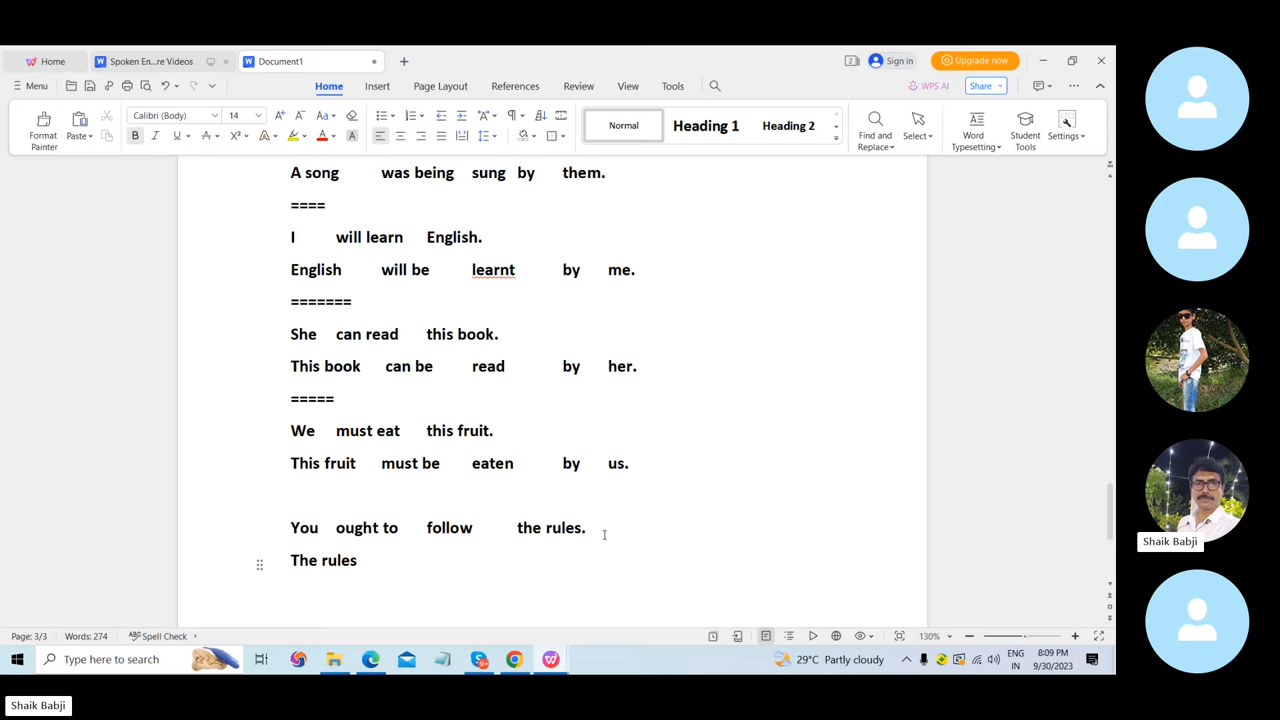 Home
Spoken En...re Videos
Document1
Sign in
Upgrade now
Menu
Home
Insert
Page Layout
References
Review
View
Tools
WPS AI
Share
Format Painter
Paste
Calibri (Body)
14
Normal
Heading 1
Heading 2
Find and Replace
Select
Word Typesetting
Student Tools
Settings
A song was being sung by them.
====
I will learn English.
English will be learnt by me.
=======
She can read this book.
This book can be read by her.
=====
We must eat this fruit.
This fruit must be eaten by us.
You ought to follow the rules.
The rules
Shaik Babji
Page: 3/3 Words: 274 Spell Check
130%
Type here to search
29°C Partly cloudy
ENG
IN
8:09 PM
9/30/2023
Shaik Babji